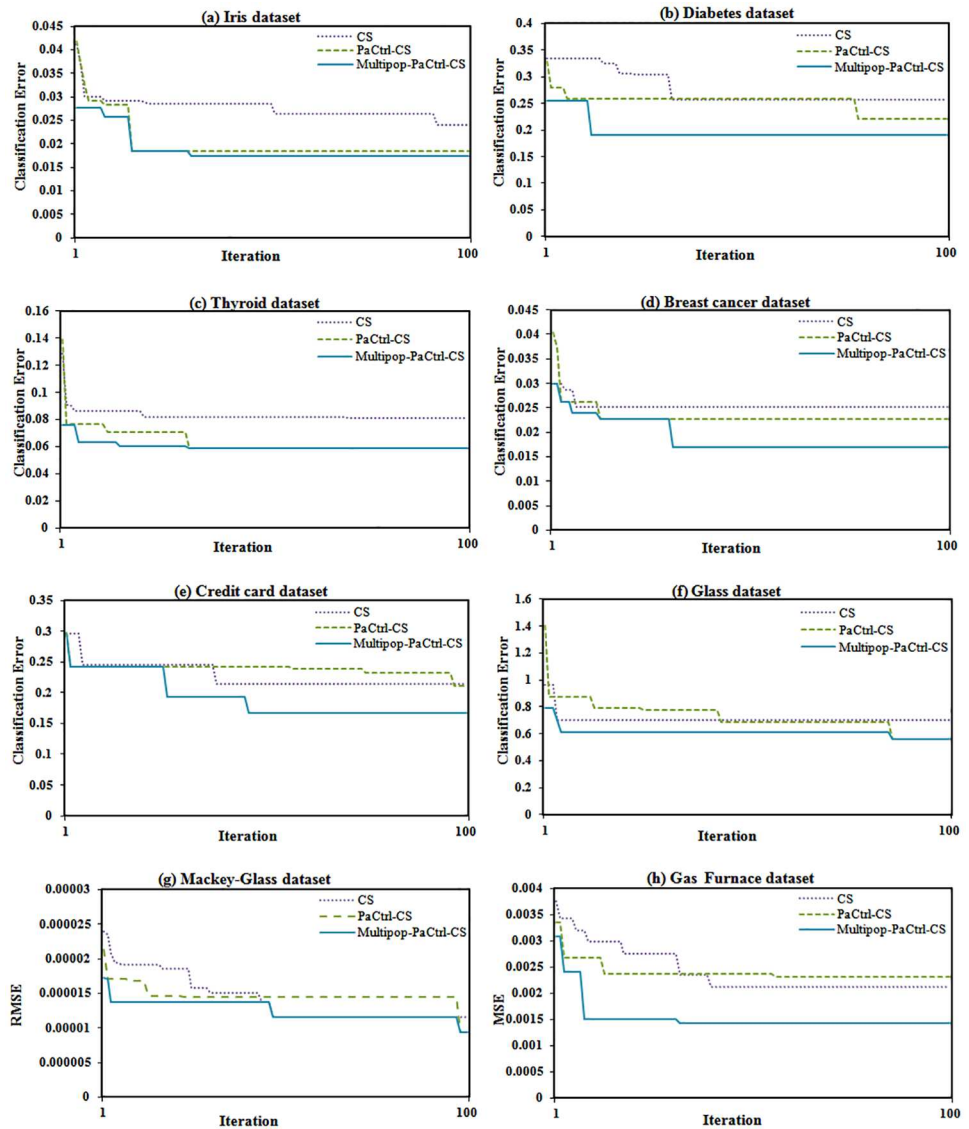 (a) Iris dataset
0.045
0.04
0.035
0.03
0.025
0.02
0.015
0.01
0.005
0
Classification Error
CS
PaCtrl-CS
Multipop-PaCtrl-CS
1
Iteration
100
(b) Diabetes dataset
0.4
0.35
0.3
0.25
0.2
0.15
0.1
0.05
0
Classification Error
CS
PaCtrl-CS
Multipop-PaCtrl-CS
1
Iteration
100
(c) Thyroid dataset
0.16
0.14
0.12
0.1
0.08
0.06
0.04
0.02
0
Classification Error
CS
PaCtrl-CS
Multipop-PaCtrl-CS
1
Iteration
100
(d) Breast cancer dataset
0.045
0.04
0.035
0.03
0.025
0.02
0.015
0.01
0.005
0
Classification Error
CS
PaCtrl-CS
Multipop-PaCtrl-CS
1
Iteration
100
(e) Credit card dataset
0.35
0.3
0.25
0.2
0.15
0.1
0.05
0
Classification Error
CS
PaCtrl-CS
Multipop-PaCtrl-CS
1
Iteration
100
(f) Glass dataset
1.6
1.4
1.2
1
0.8
0.6
0.4
0.2
0
Classification Error
CS
PaCtrl-CS
Multipop-PaCtrl-CS
1
Iteration
100
(g) Mackey-Glass dataset
0.00003
0.000025
0.00002
0.000015
0.00001
0.000005
0
RMSE
CS
PaCtrl-CS
Multipop-PaCtrl-CS
1
Iteration
100
(h) Gas Furnace dataset
0.004
0.0035
0.003
0.0025
0.002
0.0015
0.001
0.0005
0
MSE
CS
PaCtrl-CS
Multipop-PaCtrl-CS
1
Iteration
100